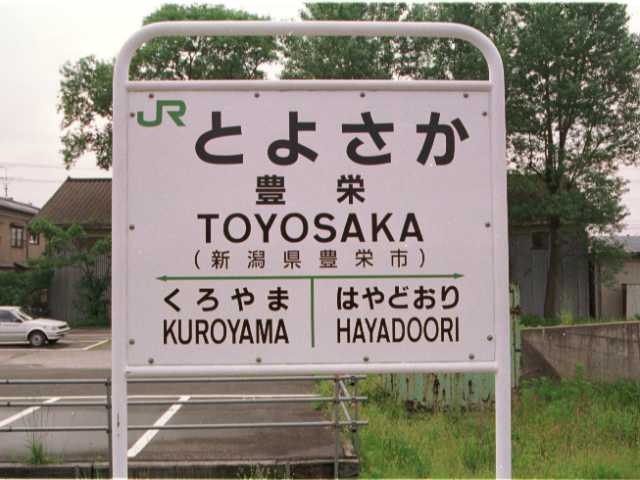 JR とよさか
豊栄
TOYOSAKA
(新潟県豊栄市)
くろやま はやどおり
KUROYAMA HAYADOORI